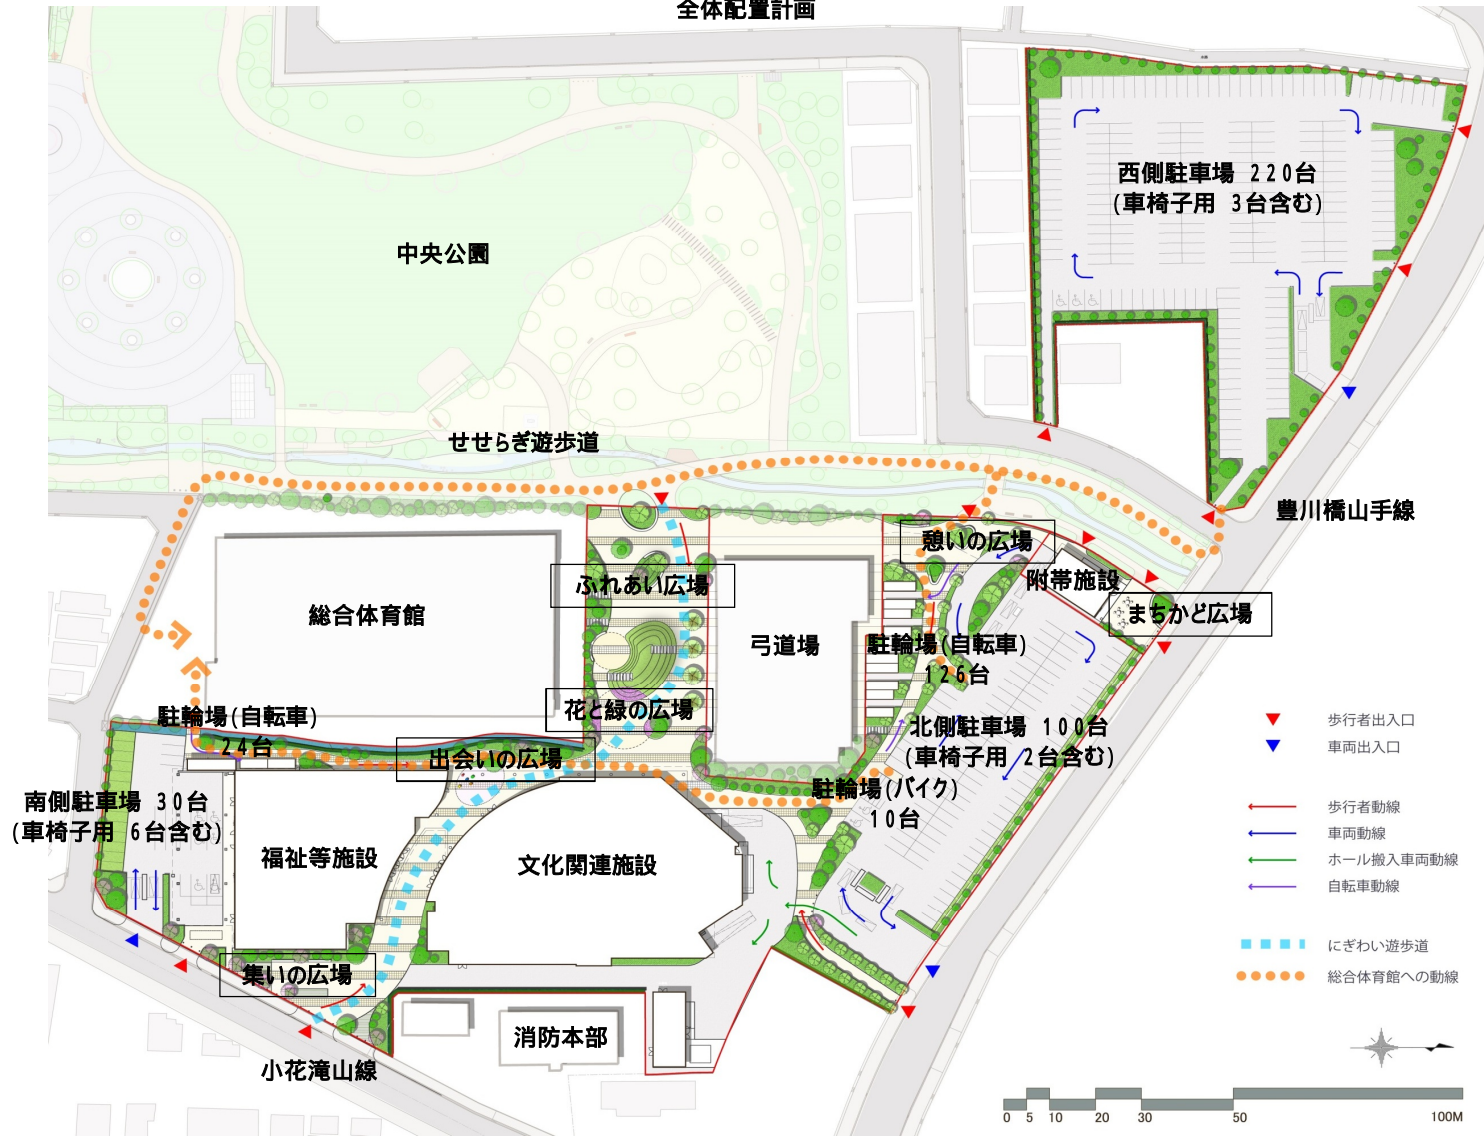 全体配置計画
西側駐車場 220台
(車椅子用 3台含む)
中央公園
せせらぎ遊歩道
豊川橋山手線
憩いの広場
附帯施設
ふれあい広場
まちかど広場
総合体育館
弓道場
駐輪場(自転車)
126台
花と緑の広場
駐輪場(自転車)
24台
北側駐車場 100台
(車椅子用 2台含む)
出会いの広場
駐輪場(バイク)
10台
南側駐車場 30台
(車椅子用 6台含む)
福祉等施設
文化関連施設
集いの広場
消防本部
小花滝山線
歩行者出入口
車両出入口
歩行者動線
車両動線
ホール搬入車両動線
自転車動線
にぎわい遊歩道
総合体育館への動線
0 5 10 20 30 50 100M